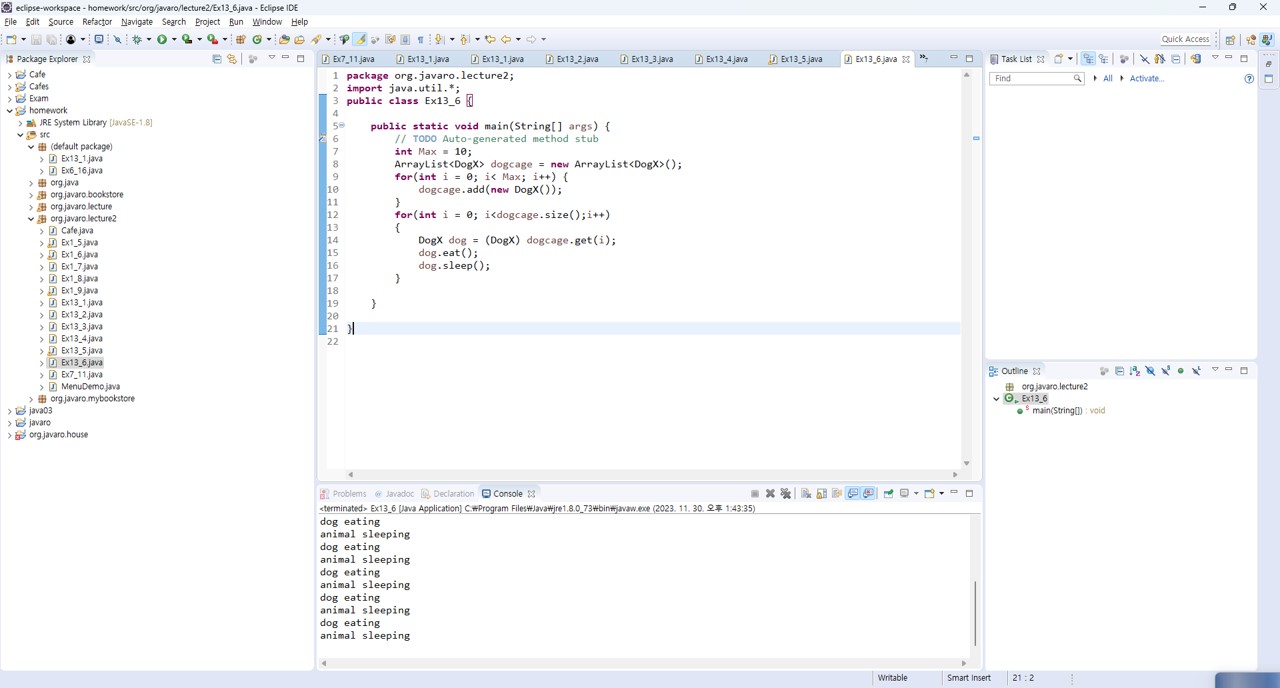 eclipse-workspace - homework/src/org/javaro/lecture2/Ex13_6.java - Eclipse IDE
File Edit Source Refactor Navigate Search Project Run Window Help
Quick Access
Package Explorer
Cafe
Cafes
Exam
homework
JRE System Library [JavaSE-1.8]
src
(default package)
Ex13_1.java
Ex6_16.java
org.java
org.javaro.bookstore
org.javaro.lecture
org.javaro.lecture2
Cafe.java
Ex1_5.java
Ex1_6.java
Ex1_7.java
Ex1_8.java
Ex1_9.java
Ex13_1.java
Ex13_2.java
Ex13_3.java
Ex13_4.java
Ex13_5.java
Ex13_6.java
Ex7_11.java
MenuDemo.java
org.javaro.mybookstore
java03
javaro
org.javaro.house
Ex7_11.java Ex13_1.java Ex13_1.java Ex13_2.java Ex13_3.java Ex13_4.java Ex13_5.java Ex13_6.java
1 package org.javaro.lecture2;
2 import java.util.*;
3 public class Ex13_6 {
4
5 public static void main(String[] args) {
6 // TODO Auto-generated method stub
7 int Max = 10;
8 ArrayList<DogX> dogcage = new ArrayList<DogX>();
9 for(int i = 0; i< Max; i++) {
10 dogcage.add(new DogX());
11 }
12 for(int i = 0; i<dogcage.size();i++)
13 {
14 DogX dog = (DogX) dogcage.get(i);
15 dog.eat();
16 dog.sleep();
17 }
18
19 }
20
21 }
22
Problems Javadoc Declaration Console
<terminated> Ex13_6 [Java Application] C:₩Program Files₩Java₩jre1.8.0_73₩bin₩javaw.exe (2023. 11. 30. 오후 1:43:35)
dog eating
animal sleeping
dog eating
animal sleeping
dog eating
animal sleeping
dog eating
animal sleeping
dog eating
animal sleeping
Task List
Find All Activate...
Outline
org.javaro.lecture2
Ex13_6
main(String[]) : void
Writable Smart Insert 21 : 2